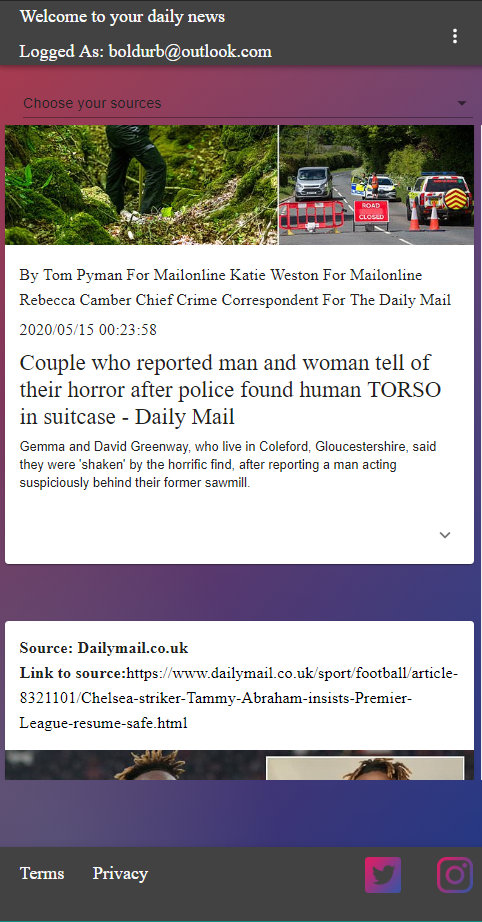 Welcome to your daily news
Logged As: boldurb@outlook.com
Choose your sources
ROAD
CLOSED
By Tom Pyman For Mailonline Katie Weston For Mailonline
Rebecca Camber Chief Crime Correspondent For The Daily Mail
2020/05/15 00:23:58
Couple who reported man and woman tell of
their horror after police found human TORSO
in suitcase - Daily Mail
Gemma and David Greenway, who live in Coleford, Gloucestershire, said
they were 'shaken' by the horrific find, after reporting a man acting
suspiciously behind their former sawmill.
Source: Dailymail.co.uk
Link to source:https://www.dailymail.co.uk/sport/football/article-
8321101/Chelsea-striker-Tammy-Abraham-insists-Premier-
League-resume-safe.html
Terms Privacy